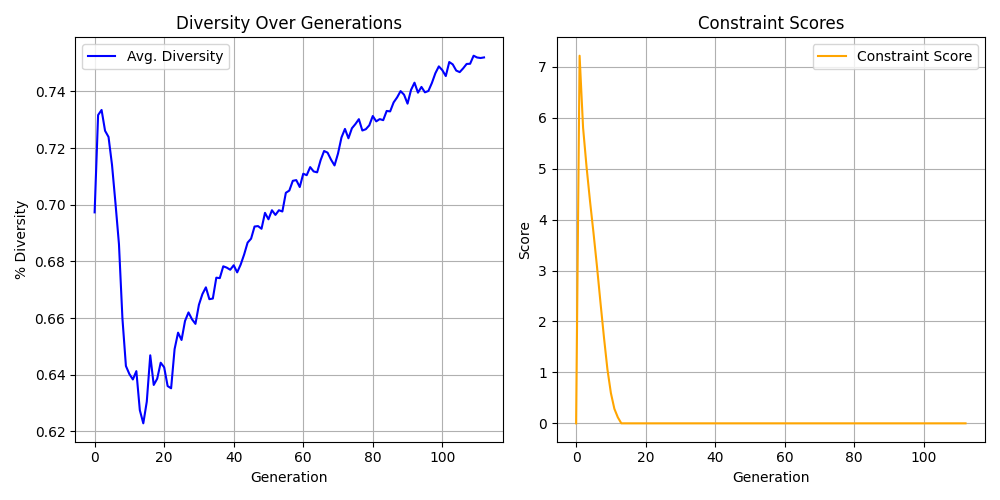 Diversity Over Generations
Avg. Diversity
% Diversity
0.74
0.72
0.70
0.68
0.66
0.64
0.62
0 20 40 60 80 100
Generation
Constraint Scores
Constraint Score
Score
7
6
5
4
3
2
1
0
0 20 40 60 80 100
Generation